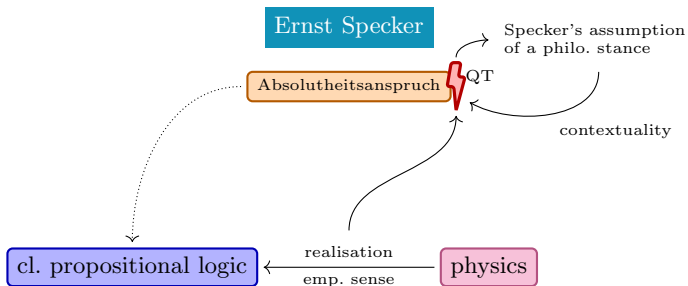 Ernst Specker
Specker's assumption
of a philo. stance
Absolutheitsanspruch
QT
contextuality
realisation
cl. propositional logic
physics
emp. sense